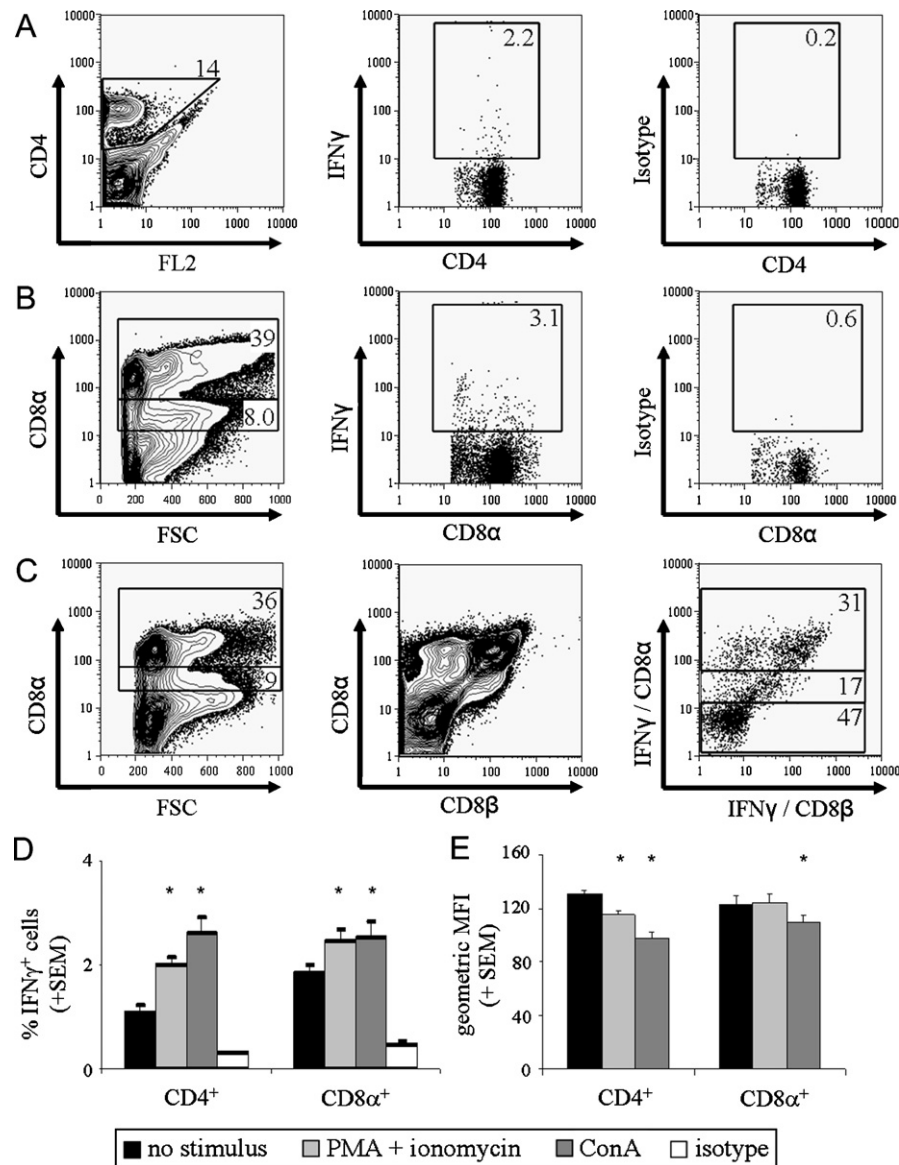 A
CD4
10000
1000
100
10
1
14
1 10 100 1000 10000
FL2
IFNγ
10000
1000
100
10
1
2.2
1 10 100 1000 10000
CD4
Isotype
10000
1000
100
10
1
0.2
1 10 100 1000 10000
CD4
B
CD8α
10000
1000
100
10
1
39
8.0
200 400 600 800 1000
FSC
IFNγ
10000
1000
100
10
1
3.1
1 10 100 1000 10000
CD8α
Isotype
10000
1000
100
10
1
0.6
1 10 100 1000 10000
CD8α
C
CD8α
10000
1000
100
10
1
36
9
200 400 600 800 1000
FSC
CD8α
10000
1000
100
10
1
1 10 100 1000 10000
CD8β
IFNγ / CD8α
10000
1000
100
10
1
31
17
47
1 10 100 1000 10000
IFNγ / CD8β
D
% IFNγ⁺ cells
(+SEM)
4
2
0
* *
* *
CD4⁺ CD8α⁺
E
geometric MFI
(+ SEM)
160
120
80
40
0
* *
*
CD4⁺ CD8α⁺
no stimulus PMA + ionomycin ConA isotype